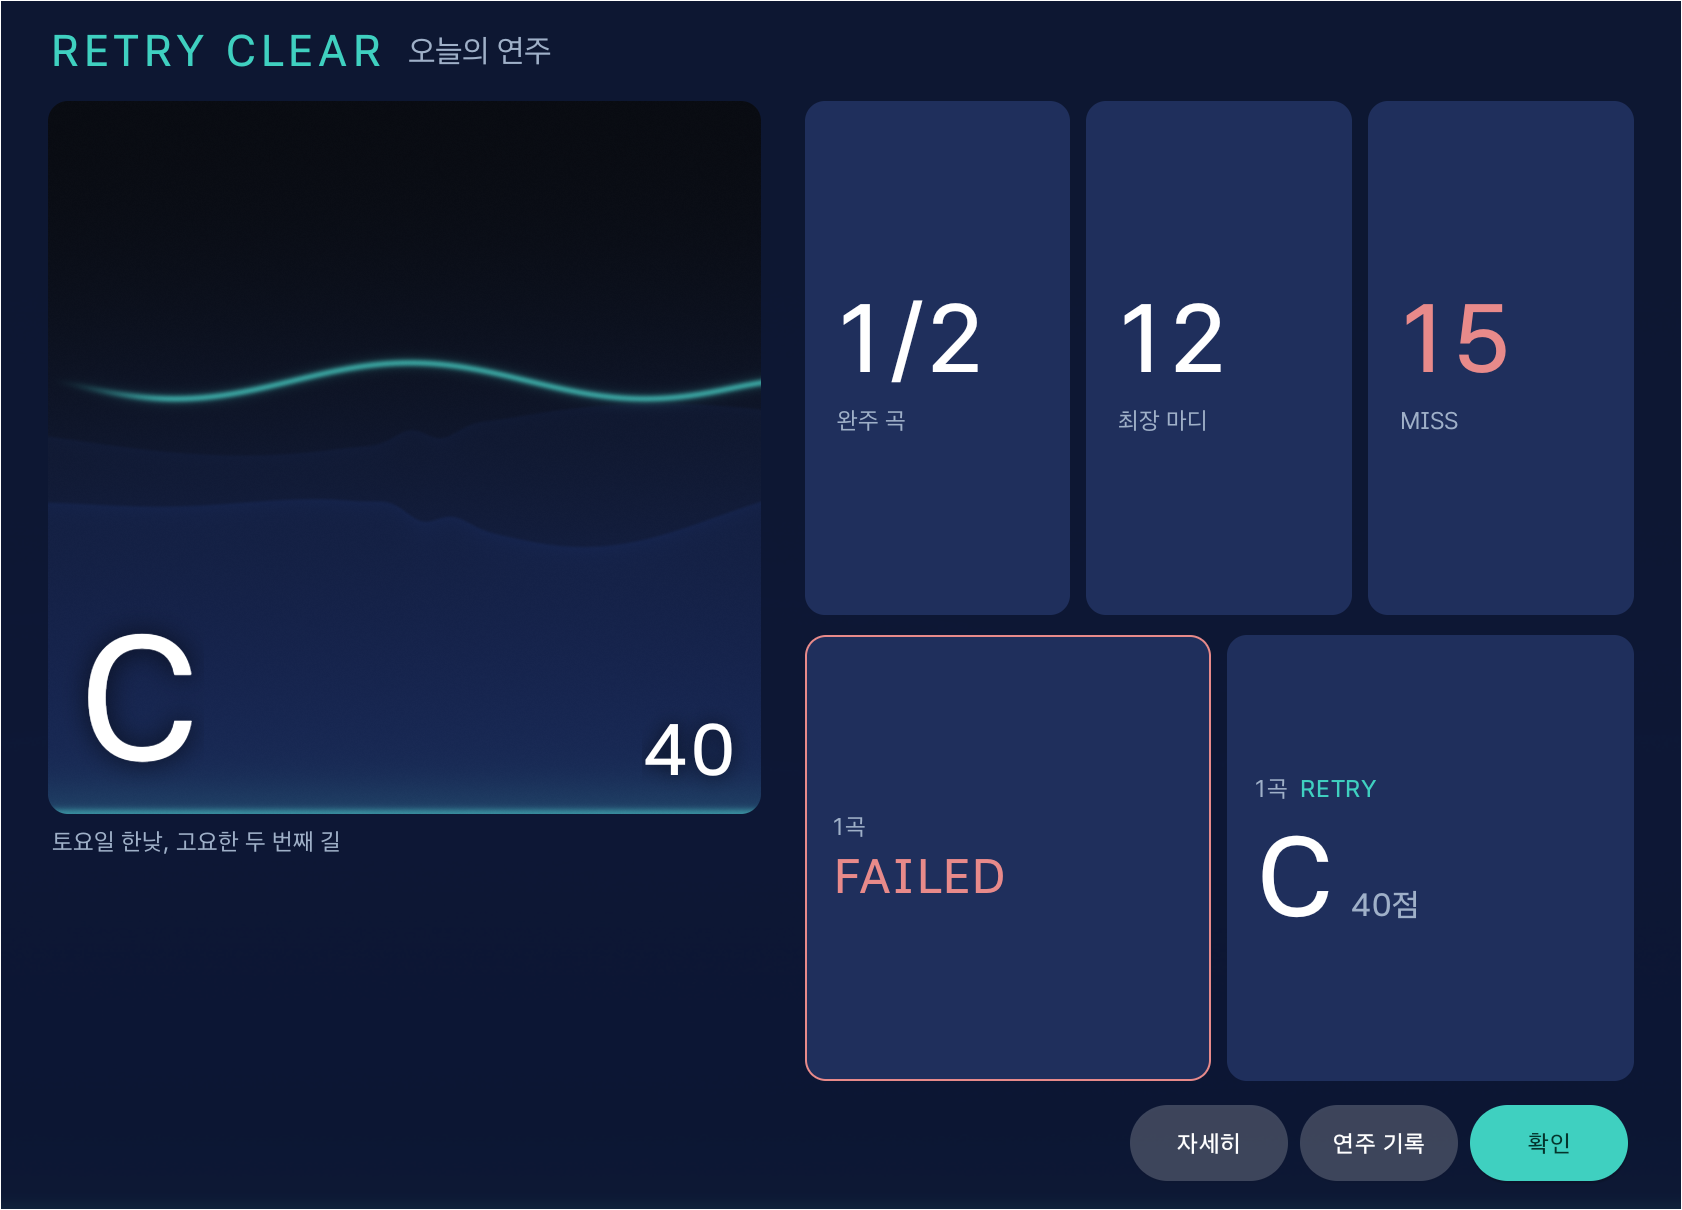 RETRY CLEAR 오늘의 연주
C
40
토요일 한낮, 고요한 두 번째 길
1/2
완주 곡
12
최장 마디
15
MISS
1곡
FAILED
1곡 RETRY
C 40점
자세히 연주 기록 확인